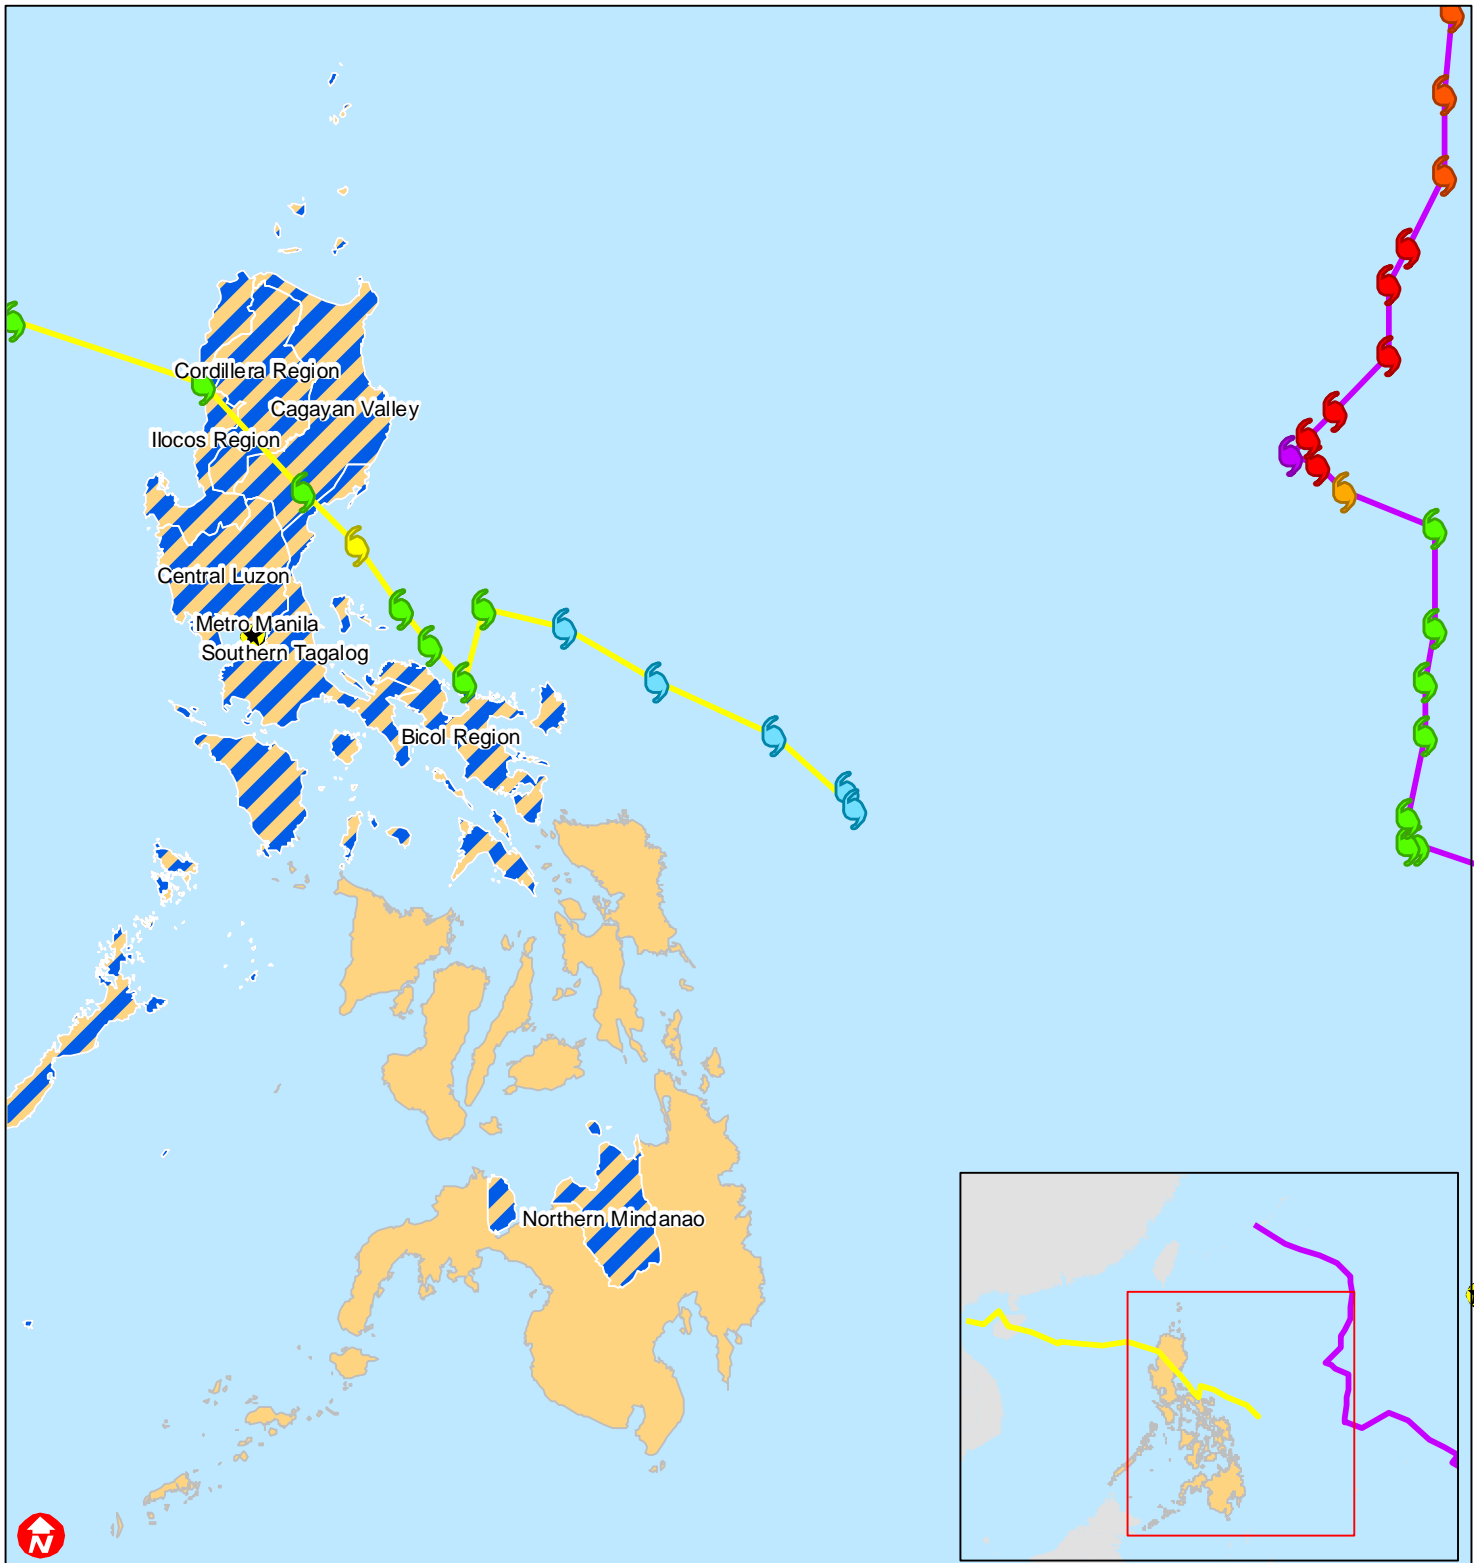 Cordillera Region
Cagayan Valley
Ilocos Region
Central Luzon
Metro Manila
Southern Tagalog
Bicol Region
Northern Mindanao
N